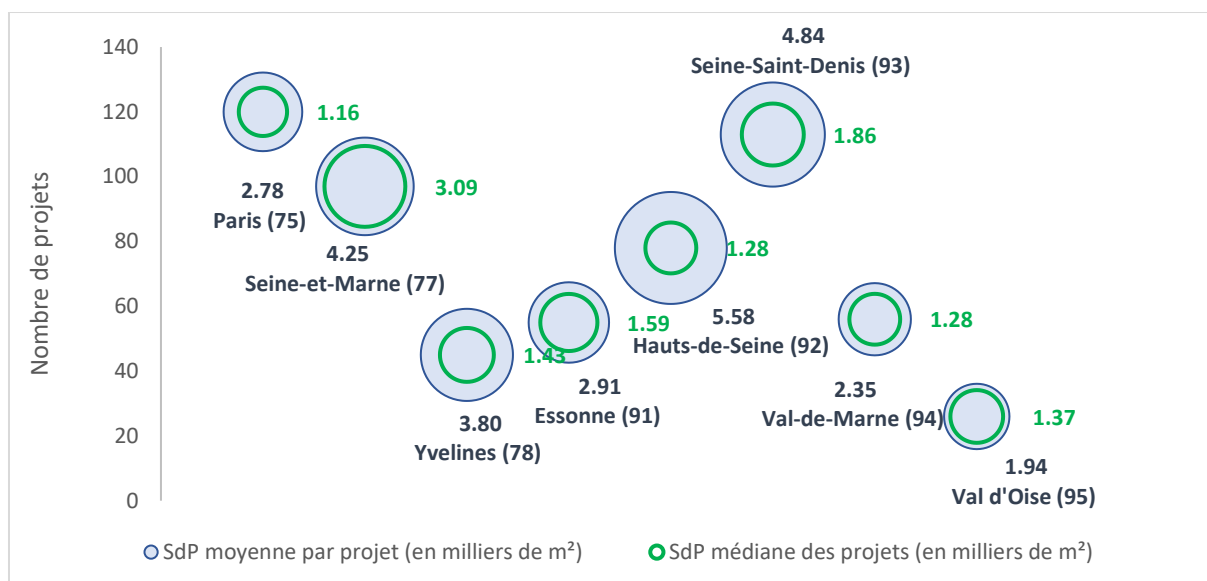 Nombre de projets
140
120
100
80
60
40
20
0
1.16
2.78
Paris (75)
3.09
4.25
Seine-et-Marne (77)
1.43
3.80
Yvelines (78)
1.59
2.91
Essonne (91)
1.28
5.58
Hauts-de-Seine (92)
4.84
Seine-Saint-Denis (93)
1.86
1.28
2.35
Val-de-Marne (94)
1.37
1.94
Val d'Oise (95)
SdP moyenne par projet (en milliers de m²)
SdP médiane des projets (en milliers de m²)